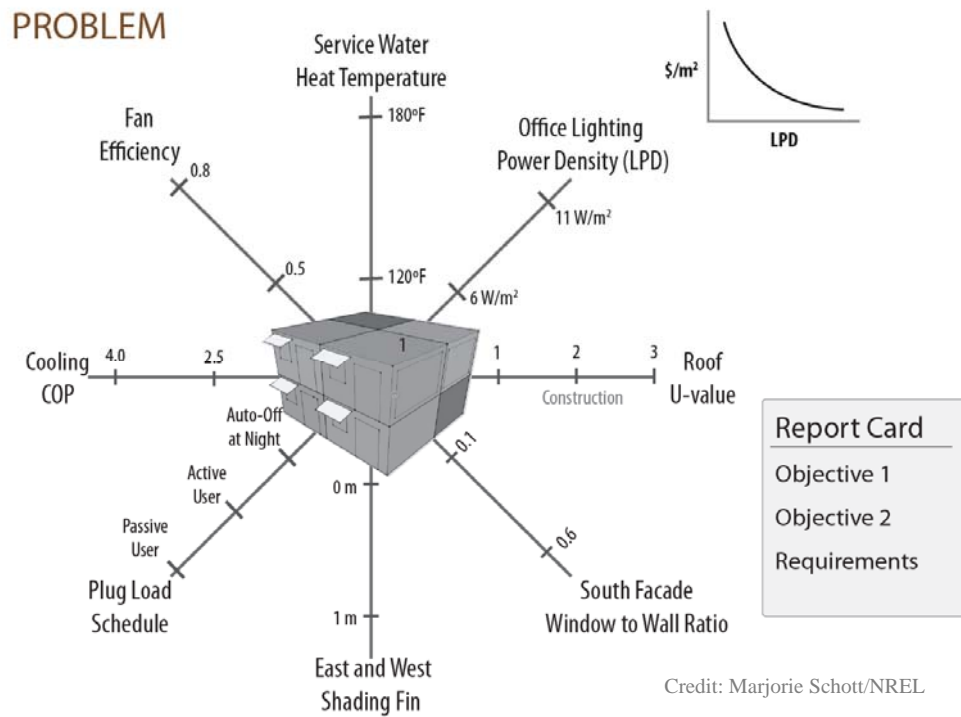 PROBLEM
Service Water
Heat Temperature
180ºF
120ºF
$/m²
LPD
Fan
Efficiency
0.8
0.5
Office Lighting
Power Density (LPD)
11 W/m²
6 W/m²
Cooling
COP
4.0
2.5
1
1
2
3
Construction
Roof
U-value
Auto-Off
at Night
Active
User
Passive
User
Plug Load
Schedule
0 m
1 m
East and West
Shading Fin
0.1
0.6
South Facade
Window to Wall Ratio
Report Card
Objective 1
Objective 2
Requirements
Credit: Marjorie Schott/NREL